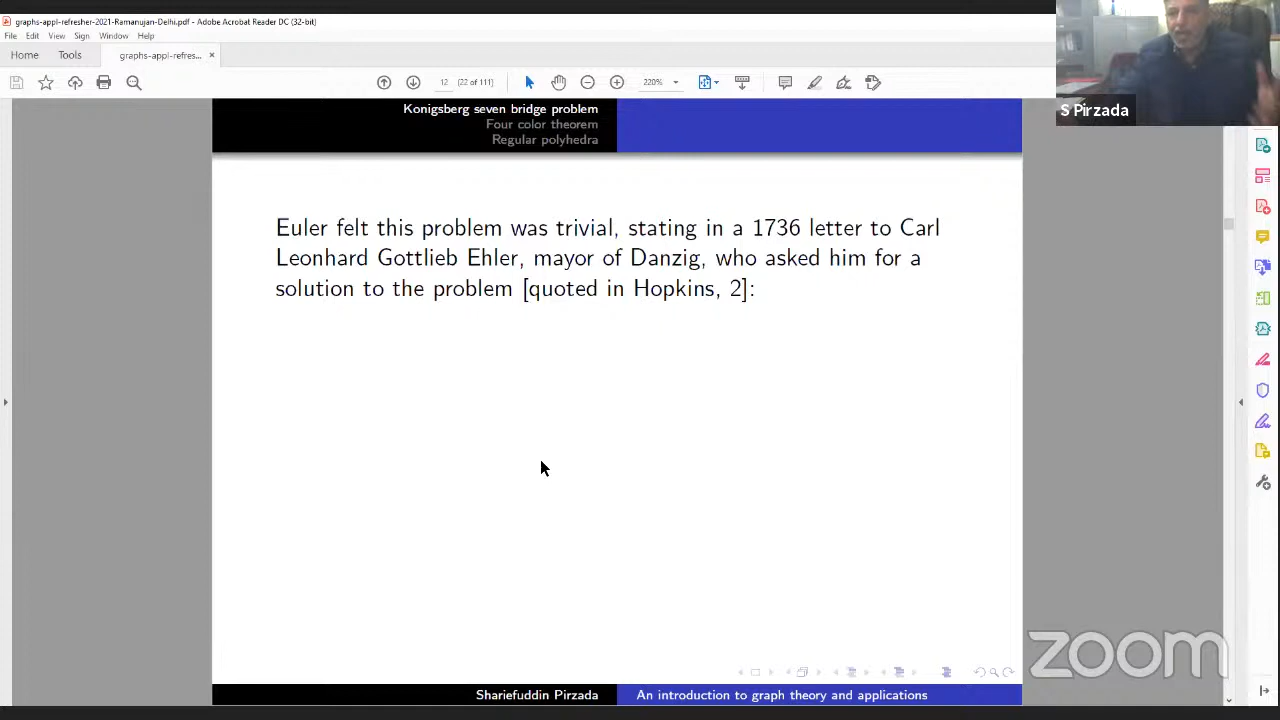 graphs-appl-refresher-2021-Ramanujan-Delhi.pdf - Adobe Acrobat Reader DC (32-bit)
File Edit View Sign Window Help
Home Tools graphs-appl-refres... ×
12 (22 of 111) 220%
S Pirzada
Konigsberg seven bridge problem
Four color theorem
Regular polyhedra
Euler felt this problem was trivial, stating in a 1736 letter to Carl
Leonhard Gottlieb Ehler, mayor of Danzig, who asked him for a
solution to the problem [quoted in Hopkins, 2]:
zoom
Shariefuddin Pirzada An introduction to graph theory and applications